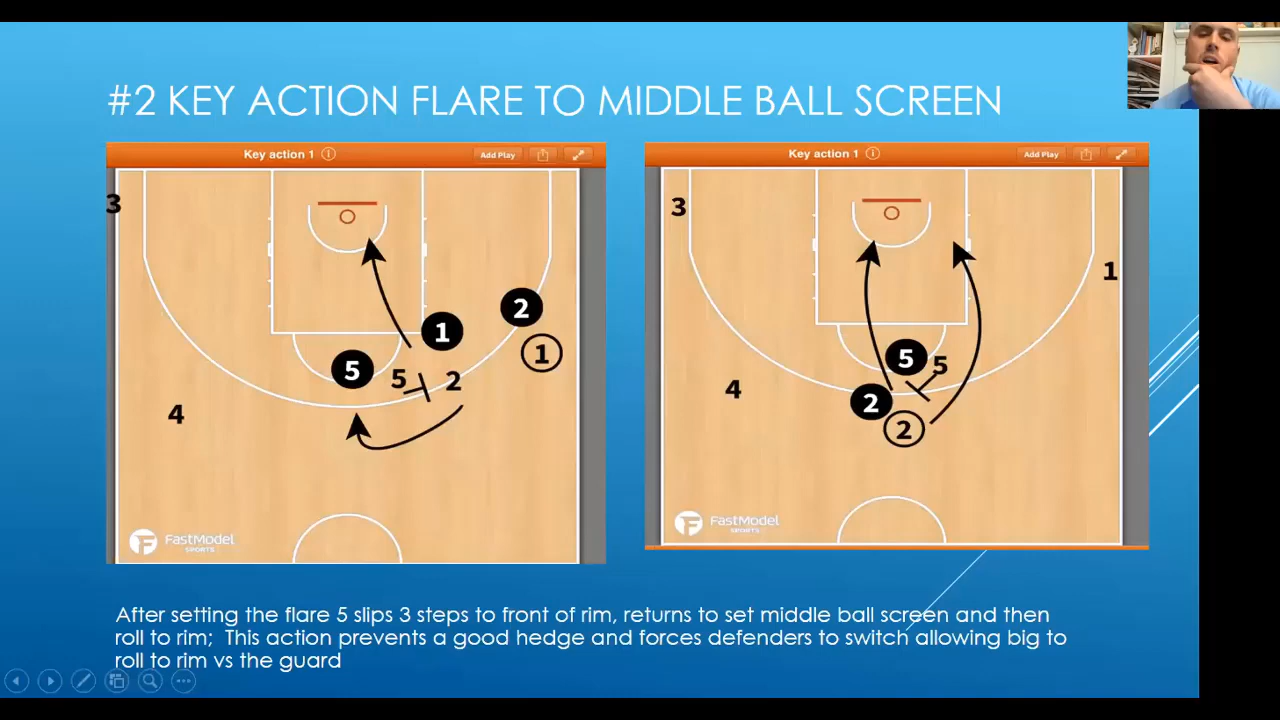 #2 KEY ACTION FLARE TO MIDDLE BALL SCREEN
Key action 1 i Add Play
3
2
1
1
5
5
2
4
FastModel
SPORTS
Key action 1 i Add Play
3
1
5
5
4
2
2
FastModel
SPORTS
After setting the flare 5 slips 3 steps to front of rim, returns to set middle ball screen and then
roll to rim; This action prevents a good hedge and forces defenders to switch allowing big to
roll to rim vs the guard